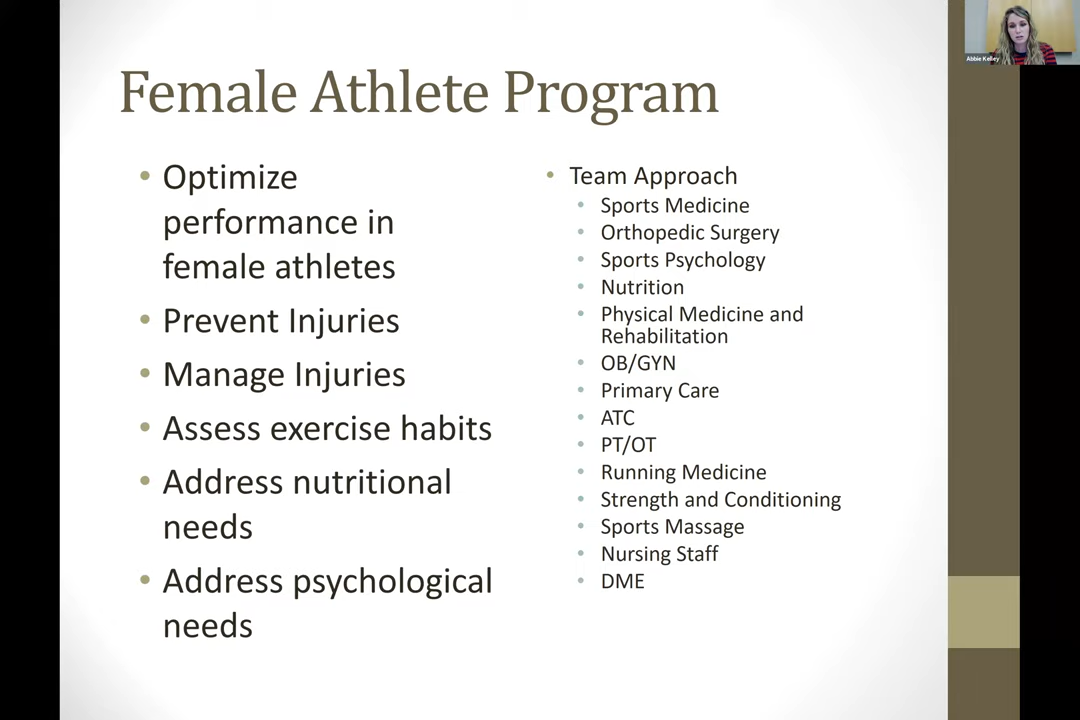 Female Athlete Program
Optimize
performance in
female athletes
Prevent Injuries
Manage Injuries
Assess exercise habits
Address nutritional
needs
Address psychological
needs
Team Approach
Sports Medicine
Orthopedic Surgery
Sports Psychology
Nutrition
Physical Medicine and
Rehabilitation
OB/GYN
Primary Care
ATC
PT/OT
Running Medicine
Strength and Conditioning
Sports Massage
Nursing Staff
DME
Abbie Kelley